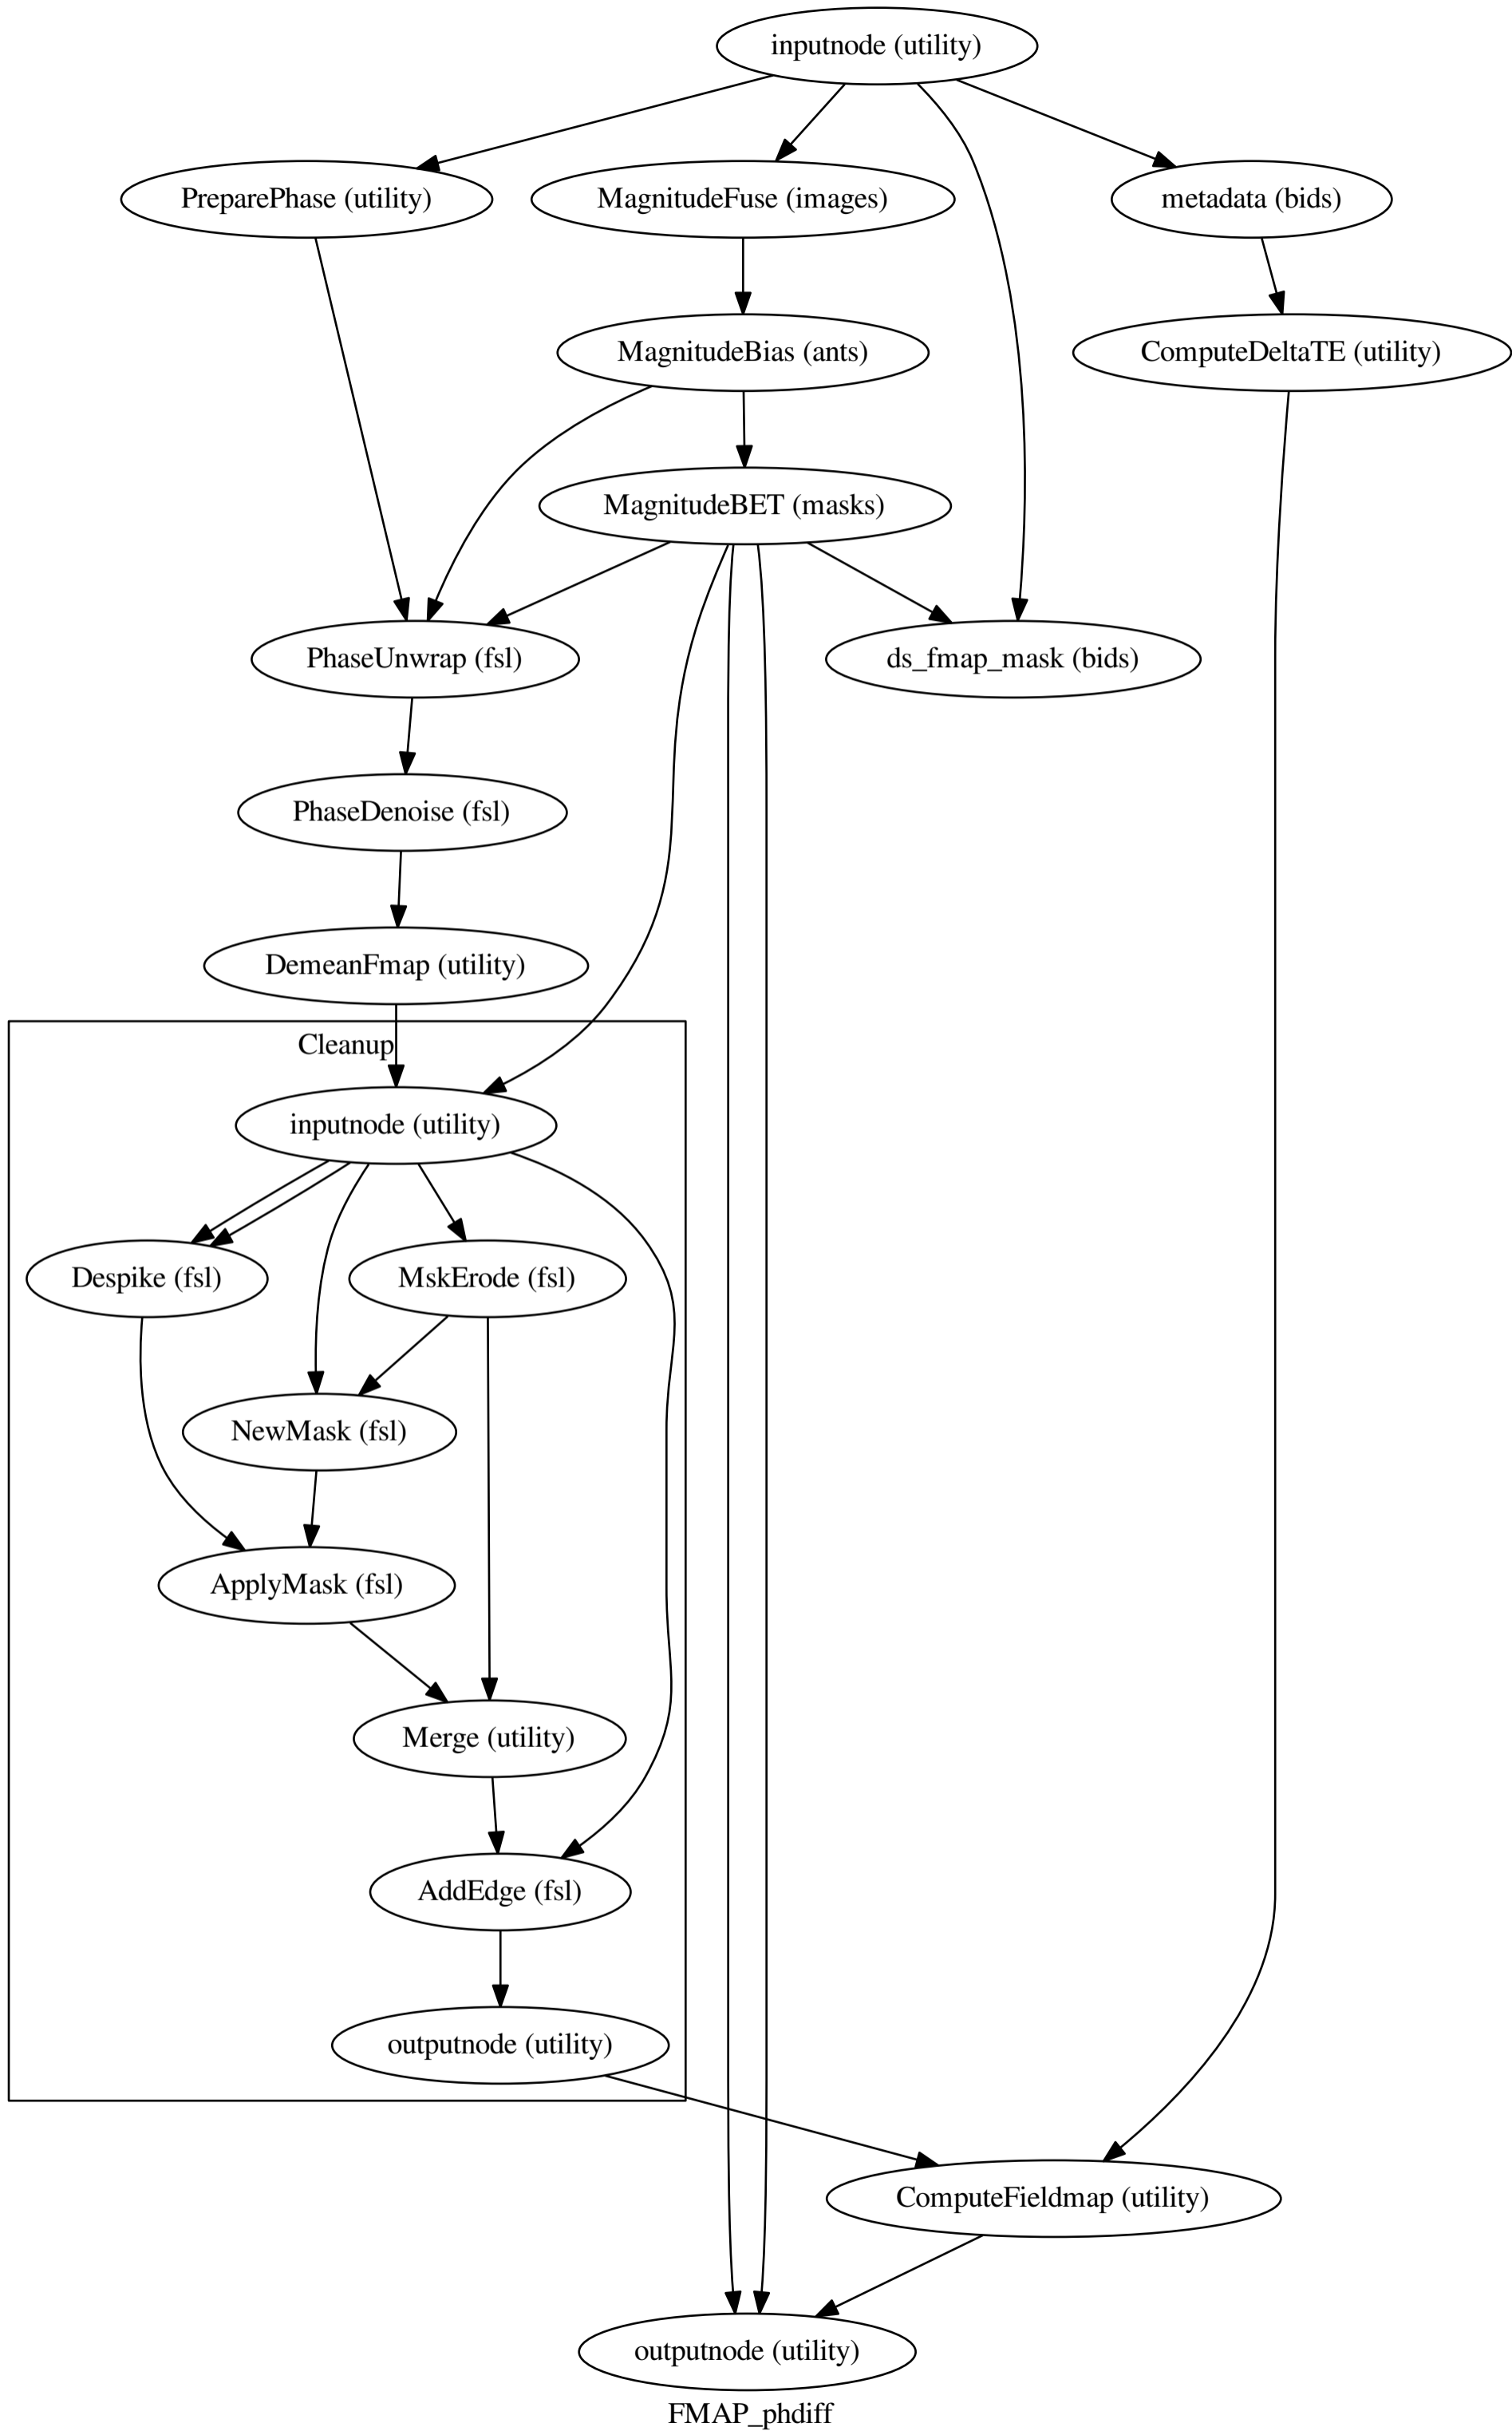 inputnode (utility)
PreparePhase (utility)
MagnitudeFuse (images)
metadata (bids)
MagnitudeBias (ants)
ComputeDeltaTE (utility)
MagnitudeBET (masks)
PhaseUnwrap (fsl)
ds_fmap_mask (bids)
PhaseDenoise (fsl)
DemeanFmap (utility)
Cleanup
inputnode (utility)
Despike (fsl)
MskErode (fsl)
NewMask (fsl)
ApplyMask (fsl)
Merge (utility)
AddEdge (fsl)
outputnode (utility)
ComputeFieldmap (utility)
outputnode (utility)
FMAP_phdiff